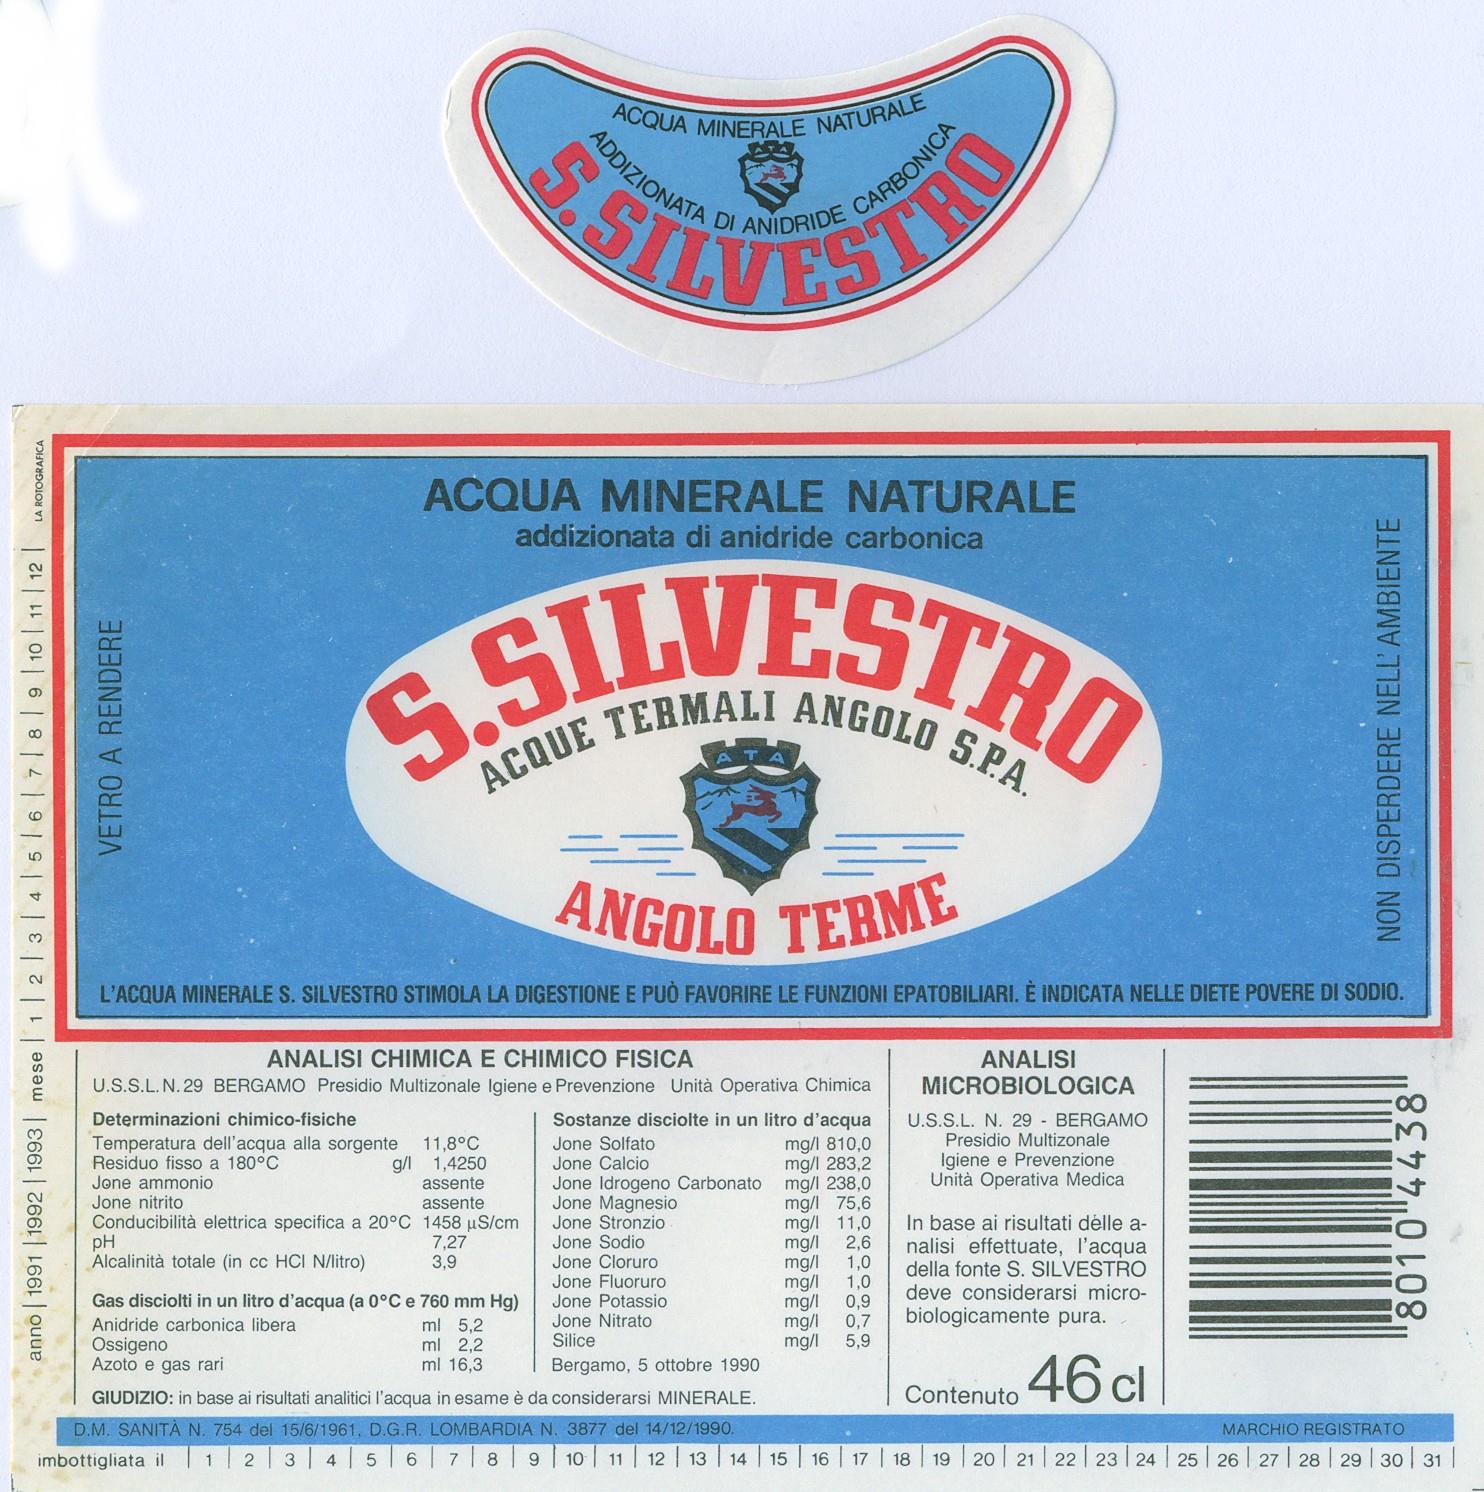 ACQUA MINERALE NATURALE
ATA
ADDIZIONATA DI ANIDRIDE CARBONICA
S.SILVESTRO
LA ROTOGRAFICA
ACQUA MINERALE NATURALE
addizionata di anidride carbonica
VETRO A RENDERE
S.SILVESTRO
ACQUE TERMALI ANGOLO S.P.A.
ATA
ANGOLO TERME
NON DISPERDERE NELL'AMBIENTE
L'ACQUA MINERALE S. SILVESTRO STIMOLA LA DIGESTIONE E PUÒ FAVORIRE LE FUNZIONI EPATOBILIARI. È INDICATA NELLE DIETE POVERE DI SODIO.
anno | 1991 | 1992 | 1993 | mese | 1 | 2 | 3 | 4 | 5 | 6 | 7 | 8 | 9 | 10 | 11 | 12 |
ANALISI CHIMICA E CHIMICO FISICA
U.S.S.L. N. 29 BERGAMO Presidio Multizonale Igiene e Prevenzione Unità Operativa Chimica
Determinazioni chimico-fisiche
Temperatura dell'acqua alla sorgente 11,8°C
Residuo fisso a 180°C g/l 1,4250
Jone ammonio assente
Jone nitrito assente
Conducibilità elettrica specifica a 20°C 1458 µS/cm
pH 7,27
Alcalinità totale (in cc HCl N/litro) 3,9
Gas disciolti in un litro d'acqua (a 0°C e 760 mm Hg)
Anidride carbonica libera ml 5,2
Ossigeno ml 2,2
Azoto e gas rari ml 16,3
Sostanze disciolte in un litro d'acqua
Jone Solfato mg/l 810,0
Jone Calcio mg/l 283,2
Jone Idrogeno Carbonato mg/l 238,0
Jone Magnesio mg/l 75,6
Jone Stronzio mg/l 11,0
Jone Sodio mg/l 2,6
Jone Cloruro mg/l 1,0
Jone Fluoruro mg/l 1,0
Jone Potassio mg/l 0,9
Jone Nitrato mg/l 0,7
Silice mg/l 5,9
Bergamo, 5 ottobre 1990
GIUDIZIO: in base ai risultati analitici l'acqua in esame è da considerarsi MINERALE.
ANALISI
MICROBIOLOGICA
U.S.S.L. N. 29 - BERGAMO
Presidio Multizonale
Igiene e Prevenzione
Unità Operativa Medica
In base ai risultati delle a-
nalisi effettuate, l'acqua
della fonte S. SILVESTRO
deve considerarsi micro-
biologicamente pura.
Contenuto 46 cl
8010 4438
D.M. SANITÀ N. 754 del 15/6/1961, D.G.R. LOMBARDIA N. 3877 del 14/12/1990.
MARCHIO REGISTRATO
imbottigliata il | 1 | 2 | 3 | 4 | 5 | 6 | 7 | 8 | 9 | 10 | 11 | 12 | 13 | 14 | 15 | 16 | 17 | 18 | 19 | 20 | 21 | 22 | 23 | 24 | 25 | 26 | 27 | 28 | 29 | 30 | 31 |